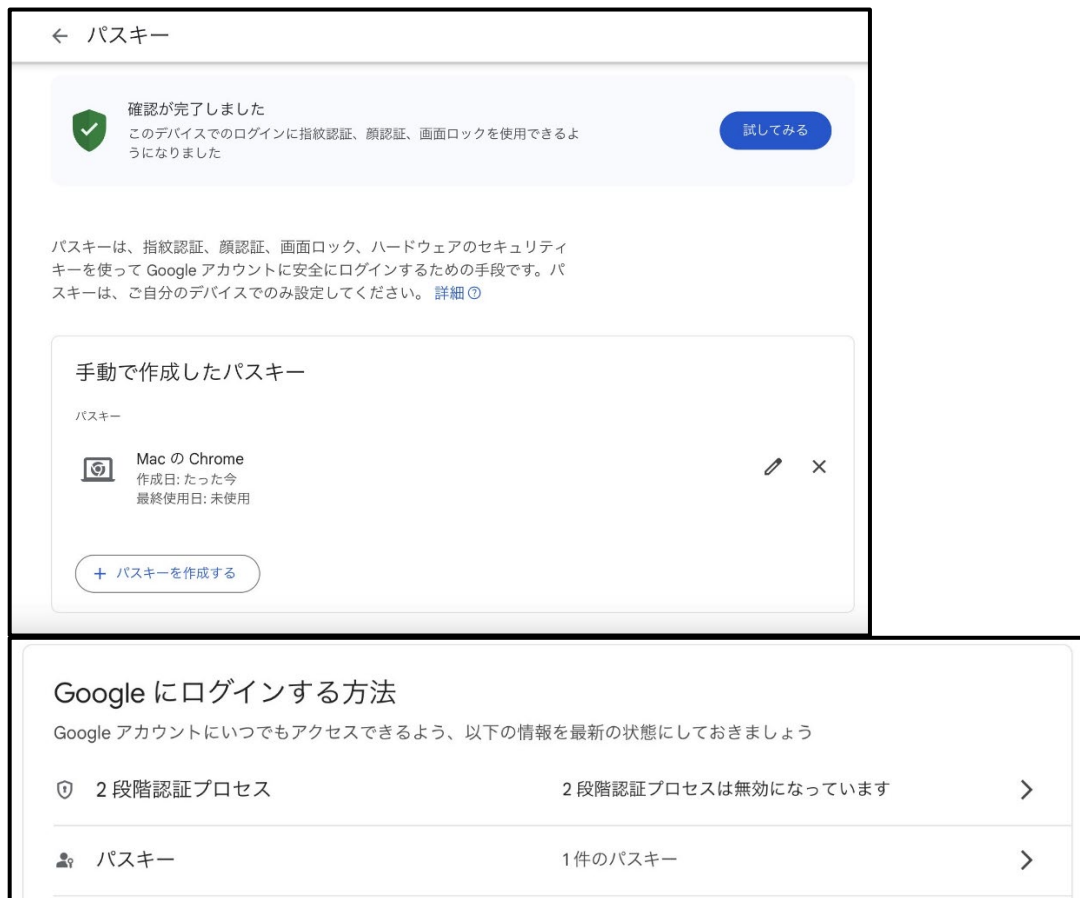 パスキー
確認が完了しました
このデバイスでのログインに指紋認証、顔認証、画面ロックを使用できるよ
うになりました
試してみる
パスキーは、指紋認証、顔認証、画面ロック、ハードウェアのセキュリティ
キーを使って Google アカウントに安全にログインするための手段です。パ
スキーは、ご自分のデバイスでのみ設定してください。 詳細
手動で作成したパスキー
パスキー
Mac の Chrome
作成日: たった今
最終使用日: 未使用
+ パスキーを作成する
Google にログインする方法
Google アカウントにいつでもアクセスできるよう、以下の情報を最新の状態にしておきましょう
2 段階認証プロセス 2 段階認証プロセスは無効になっています
パスキー 1 件のパスキー